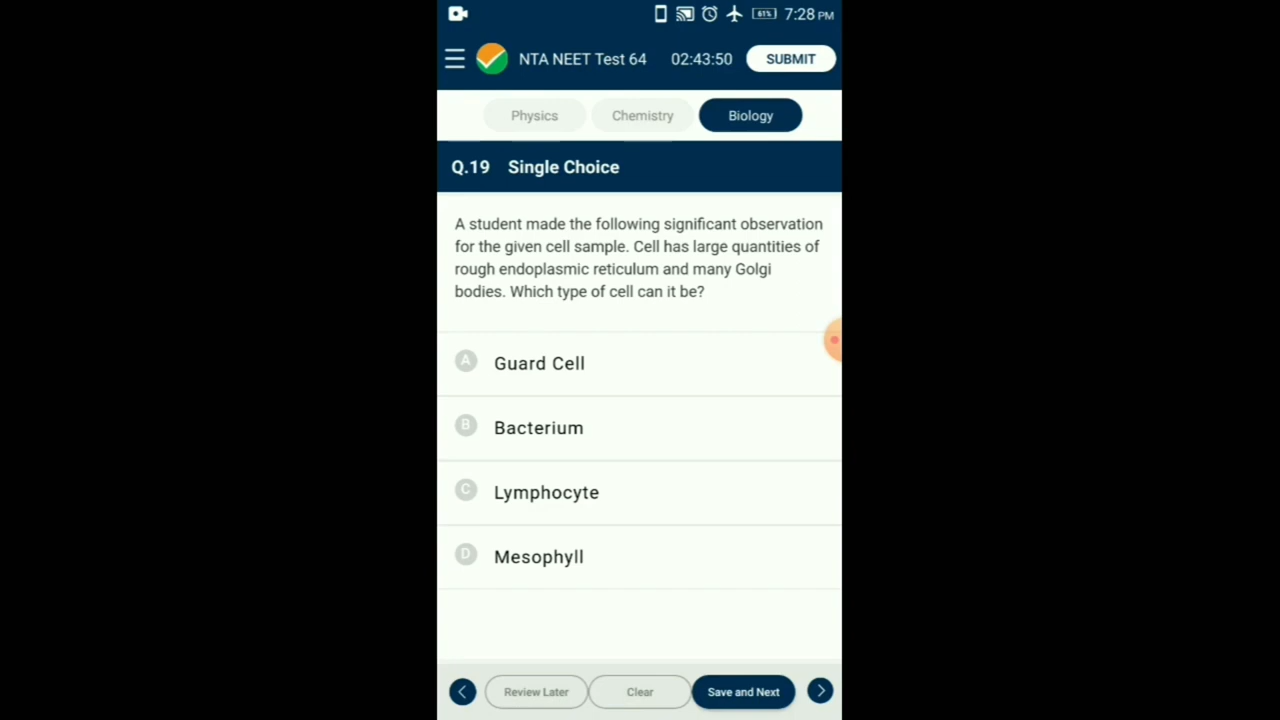 61% 7:28 PM
NTA NEET Test 64 02:43:50 SUBMIT
Physics Chemistry Biology
Q.19 Single Choice
A student made the following significant observation
for the given cell sample. Cell has large quantities of
rough endoplasmic reticulum and many Golgi
bodies. Which type of cell can it be?
A Guard Cell
B Bacterium
C Lymphocyte
D Mesophyll
Review Later Clear Save and Next